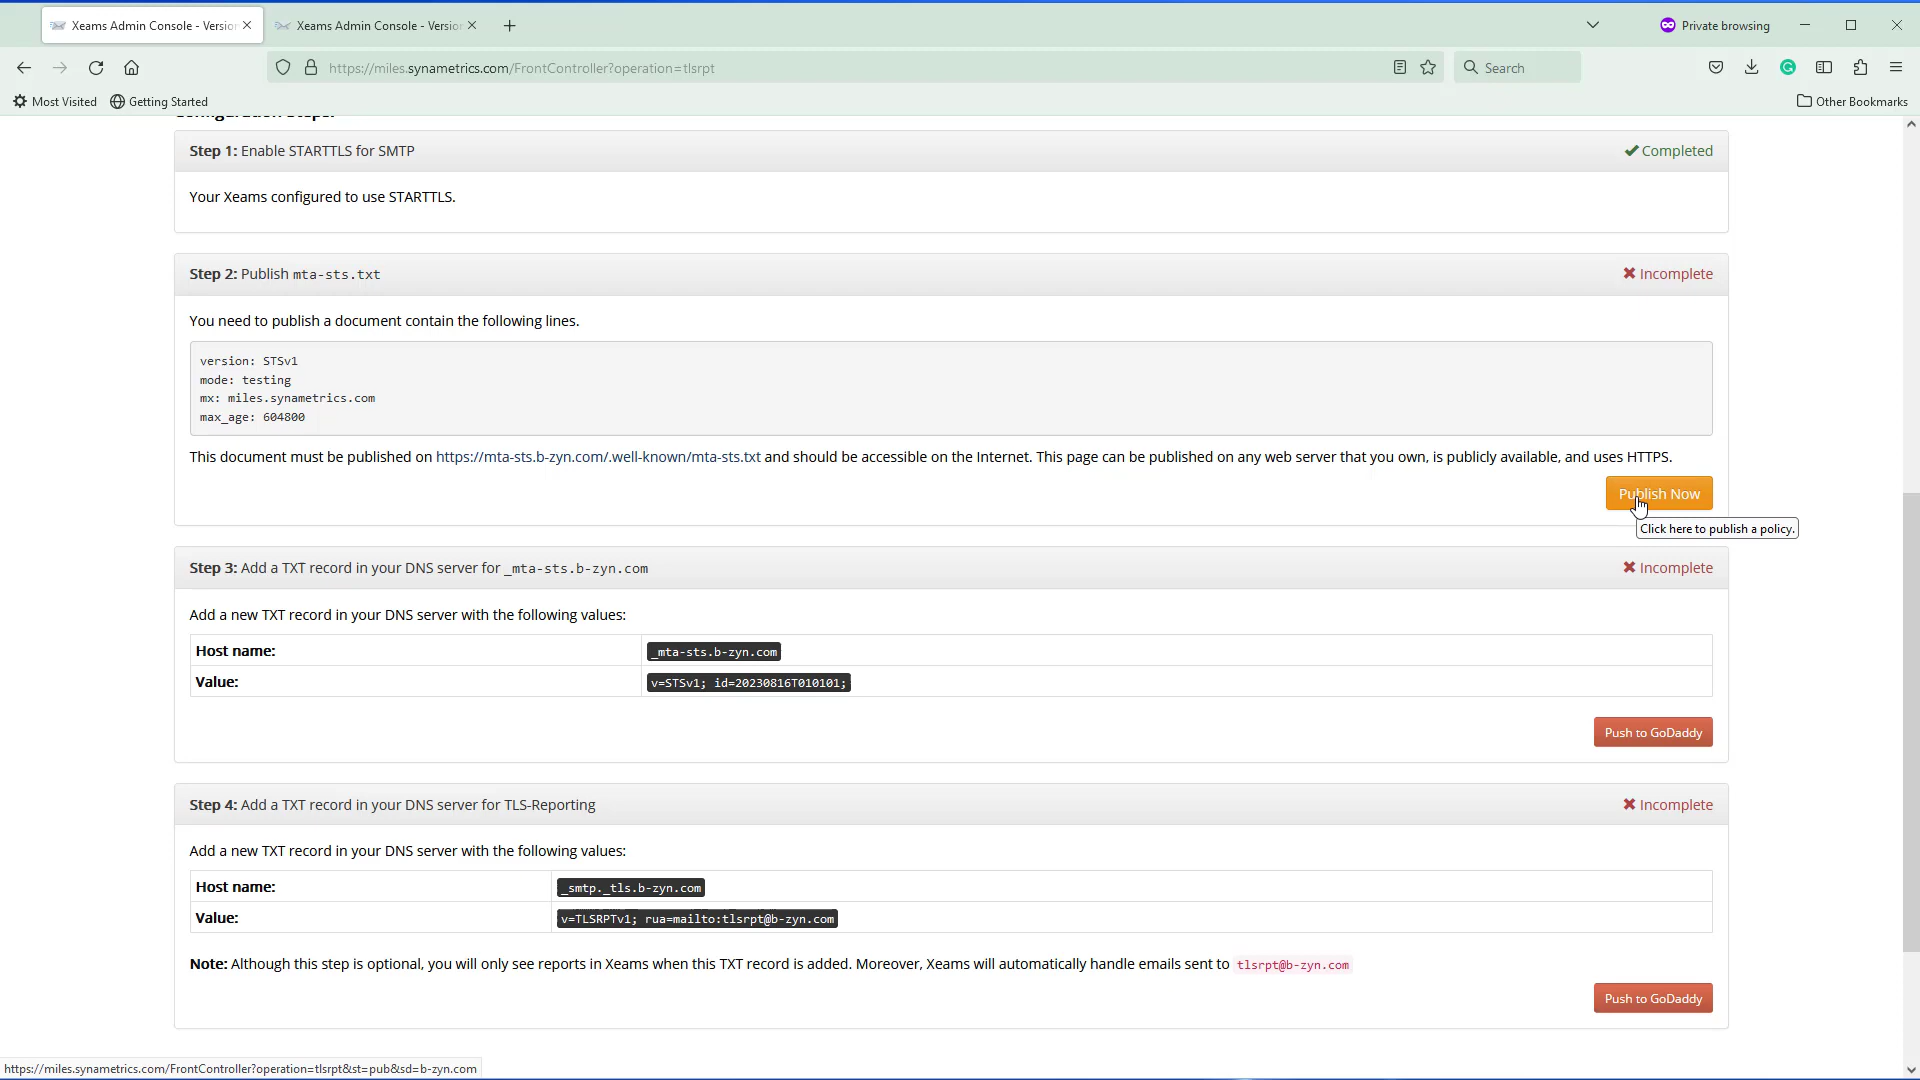 Xeams Admin Console - Version
Xeams Admin Console - Version
Private browsing
https://miles.synametrics.com/FrontController?operation=tlsrpt
Search
Most Visited
Getting Started
Other Bookmarks
Configuration Steps:
Step 1: Enable STARTTLS for SMTP
Completed
Your Xeams configured to use STARTTLS.
Step 2: Publish mta-sts.txt
Incomplete
You need to publish a document contain the following lines.
version: STSv1
mode: testing
mx: miles.synametrics.com
max_age: 604800
This document must be published on https://mta-sts.b-zyn.com/.well-known/mta-sts.txt and should be accessible on the Internet. This page can be published on any web server that you own, is publicly available, and uses HTTPS.
Publish Now
Click here to publish a policy.
Step 3: Add a TXT record in your DNS server for _mta-sts.b-zyn.com
Incomplete
Add a new TXT record in your DNS server with the following values:
Host name: _mta-sts.b-zyn.com
Value: v=STSv1; id=20230816T010101;
Push to GoDaddy
Step 4: Add a TXT record in your DNS server for TLS-Reporting
Incomplete
Add a new TXT record in your DNS server with the following values:
Host name: _smtp._tls.b-zyn.com
Value: v=TLSRPTv1; rua=mailto:tlsrpt@b-zyn.com
Note: Although this step is optional, you will only see reports in Xeams when this TXT record is added. Moreover, Xeams will automatically handle emails sent to tlsrpt@b-zyn.com
Push to GoDaddy
https://miles.synametrics.com/FrontController?operation=tlsrpt&st=pub&sd=b-zyn.com